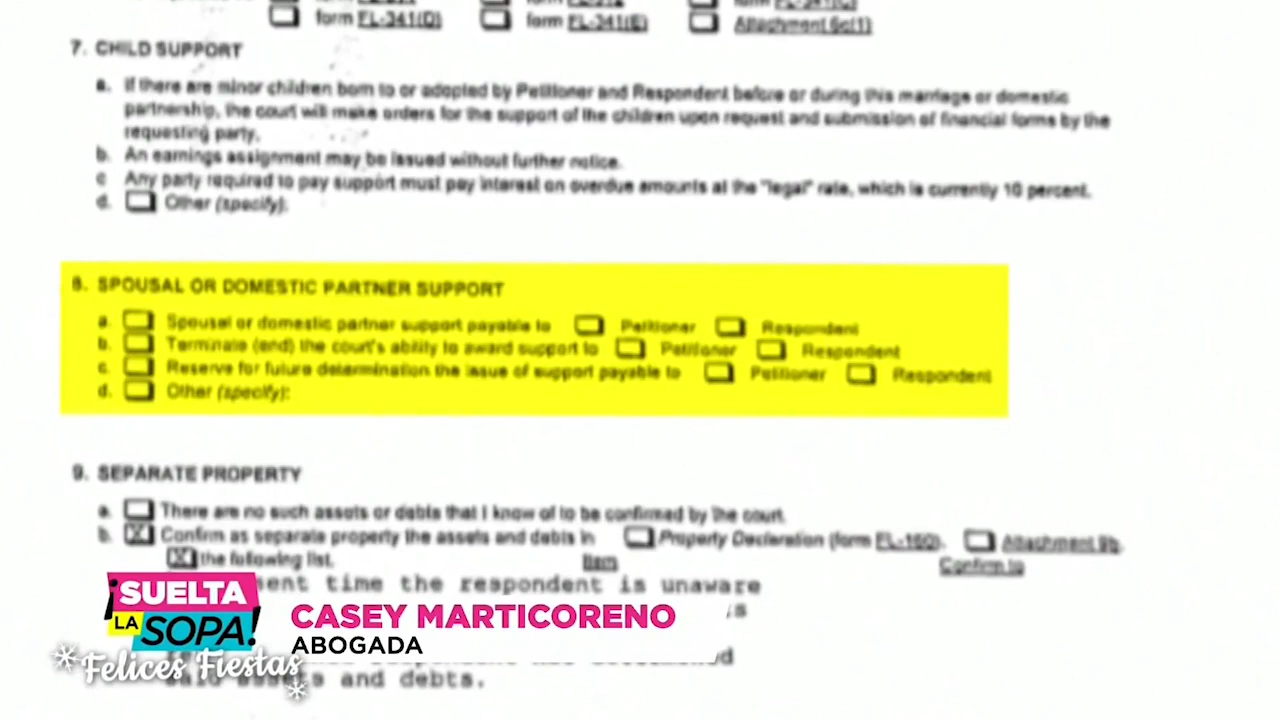 form FL-341(D) form FL-341(E) Attachment 6c(1)
7. CHILD SUPPORT
a. If there are minor children born to or adopted by Petitioner and Respondent before or during this marriage or domestic
partnership, the court will make orders for the support of the children upon request and submission of financial forms by the
requesting party.
b. An earnings assignment may be issued without further notice.
c Any party required to pay support must pay interest on overdue amounts at the "legal" rate, which is currently 10 percent.
d. Other (specify):
8. SPOUSAL OR DOMESTIC PARTNER SUPPORT
a. Spousal or domestic partner support payable to Petitioner Respondent
b. Terminate (end) the court's ability to award support to Petitioner Respondent
c. Reserve for future determination the issue of support payable to Petitioner Respondent
d. Other (specify):
9. SEPARATE PROPERTY
a. There are no such assets or debts that I know of to be confirmed by the court.
b. X Confirm as separate property the assets and debts in Property Declaration (form FL-160). Attachment 9b.
X the following list. Item Confirm to
time the respondent is unaware
¡SUELTA LA SOPA!
Felices Fiestas
CASEY MARTICORENO
ABOGADA
and debts.